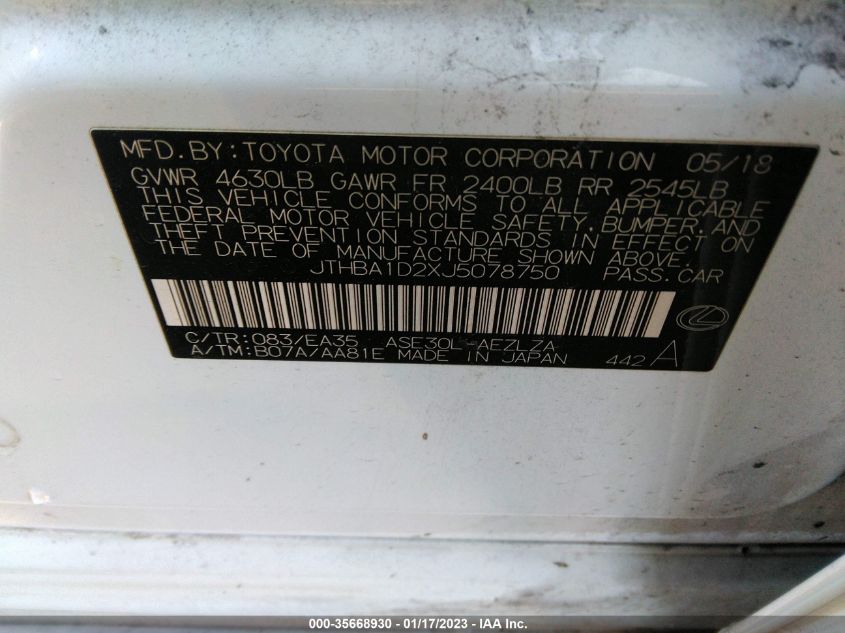 MFD.BY:TOYOTA MOTOR CORPORATION 05/18
GVWR 4630LB GAWR FR 2400LB RR 2545LB
THIS VEHICLE CONFORMS TO ALL APPLICABLE
FEDERAL MOTOR VEHICLE SAFETY,BUMPER,AND
THEFT PREVENTION STANDARDS IN EFFECT ON
THE DATE OF MANUFACTURE SHOWN ABOVE.
JTHBA1D2XJ5078750 PASS.CAR
C/TR:083/EA35 ASE30L-AEZLZA
A/TM:B07A/AA81E MADE IN JAPAN 442 A
000-35668930 - 01/17/2023 - IAA Inc.